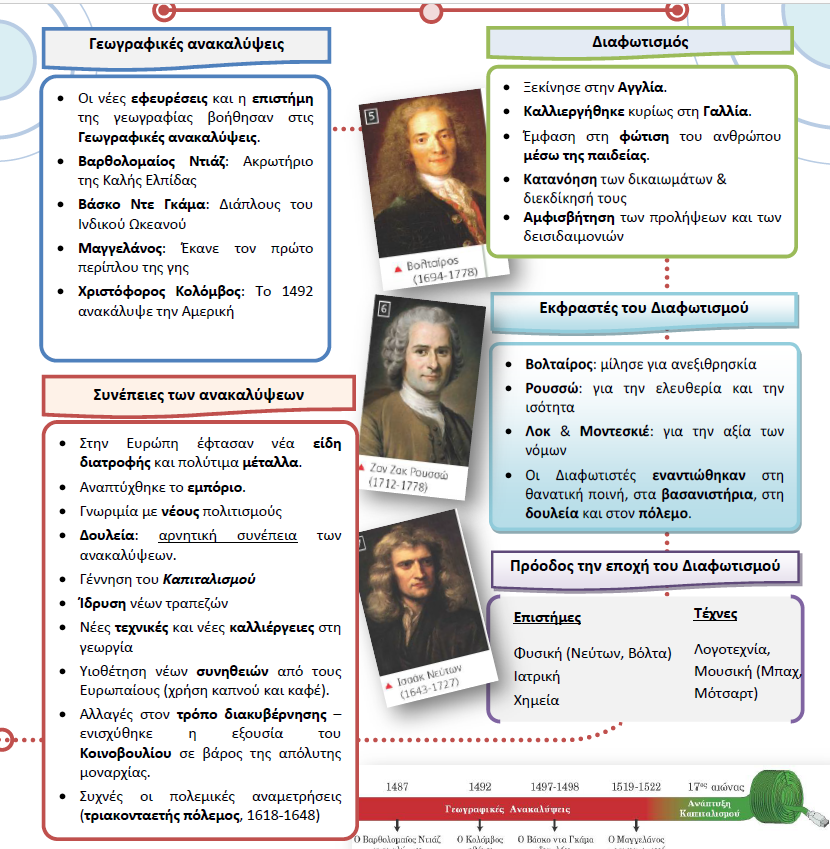 Γεωγραφικές ανακαλύψεις
Οι νέες εφευρέσεις και η επιστήμη
της γεωγραφίας βοήθησαν στις
Γεωγραφικές ανακαλύψεις.
Βαρθολομαίος Ντιάζ: Ακρωτήριο
της Καλής Ελπίδας
Βάσκο Ντε Γκάμα: Διάπλους του
Ινδικού Ωκεανού
Μαγγελάνος: Έκανε τον πρώτο
περίπλου της γης
Χριστόφορος Κολόμβος: Το 1492
ανακάλυψε την Αμερική
Συνέπειες των ανακαλύψεων
Στην Ευρώπη έφτασαν νέα είδη
διατροφής και πολύτιμα μέταλλα.
Αναπτύχθηκε το εμπόριο.
Γνωριμία με νέους πολιτισμούς
Δουλεία: αρνητική συνέπεια των
ανακαλύψεων.
Γέννηση του Καπιταλισμού
Ίδρυση νέων τραπεζών
Νέες τεχνικές και νέες καλλιέργειες στη
γεωργία
Υιοθέτηση νέων συνηθειών από τους
Ευρωπαίους (χρήση καπνού και καφέ).
Αλλαγές στον τρόπο διακυβέρνησης –
ενισχύθηκε η εξουσία του
Κοινοβουλίου σε βάρος της απόλυτης
μοναρχίας.
Συχνές οι πολεμικές αναμετρήσεις
(τριακονταετής πόλεμος, 1618-1648)
5
Βολταίρος
(1694-1778)
6
Ζαν Ζακ Ρουσσώ
(1712-1778)
7
Ισαάκ Νεύτων
(1643-1727)
Διαφωτισμός
Ξεκίνησε στην Αγγλία.
Καλλιεργήθηκε κυρίως στη Γαλλία.
Έμφαση στη φώτιση του ανθρώπου
μέσω της παιδείας.
Κατανόηση των δικαιωμάτων &
διεκδίκησή τους
Αμφισβήτηση των προλήψεων και των
δεισιδαιμονιών
Εκφραστές του Διαφωτισμού
Βολταίρος: μίλησε για ανεξιθρησκία
Ρουσσώ: για την ελευθερία και την
ισότητα
Λοκ & Μοντεσκιέ: για την αξία των
νόμων
Οι Διαφωτιστές εναντιώθηκαν στη
θανατική ποινή, στα βασανιστήρια, στη
δουλεία και στον πόλεμο.
Πρόοδος την εποχή του Διαφωτισμού
Επιστήμες
Φυσική (Νεύτων, Βόλτα)
Ιατρική
Χημεία
Τέχνες
Λογοτεχνία,
Μουσική (Μπαχ,
Μότσαρτ)
1487 1492 1497-1498 1519-1522 17ος αιώνας
Γεωγραφικές Ανακαλύψεις
Ανάπτυξη
Καπιταλισμού
Ο Βαρθολομαίος Ντιάζ Ο Κολόμβος Ο Βάσκο ντα Γκάμα Ο Μαγγελάνος